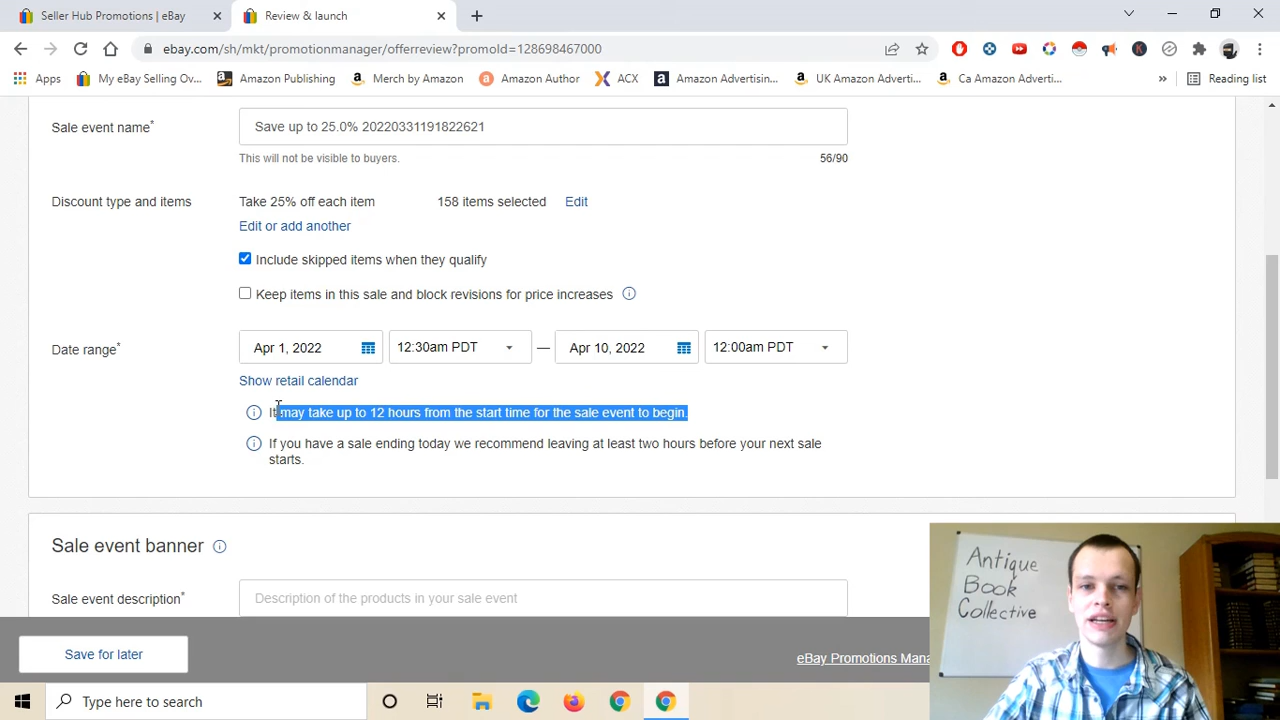 Seller Hub Promotions | eBay
Review & launch
ebay.com/sh/mkt/promotionmanager/offerreview?promoId=128698467000
Apps
My eBay Selling Ov...
Amazon Publishing
Merch by Amazon
Amazon Author
ACX
Amazon Advertisin...
UK Amazon Adverti...
Ca Amazon Adverti...
»
Reading list
Sale event name*
Save up to 25.0% 20220331191822621
This will not be visible to buyers.
56/90
Discount type and items
Take 25% off each item
158 items selected
Edit
Edit or add another
Include skipped items when they qualify
Keep items in this sale and block revisions for price increases
Date range*
Apr 1, 2022
12:30am PDT
—
Apr 10, 2022
12:00am PDT
Show retail calendar
It may take up to 12 hours from the start time for the sale event to begin.
If you have a sale ending today we recommend leaving at least two hours before your next sale
starts.
Sale event banner
Sale event description*
Description of the products in your sale event
Save for later
eBay Promotions Mana
Antique
Book
Collective
Type here to search